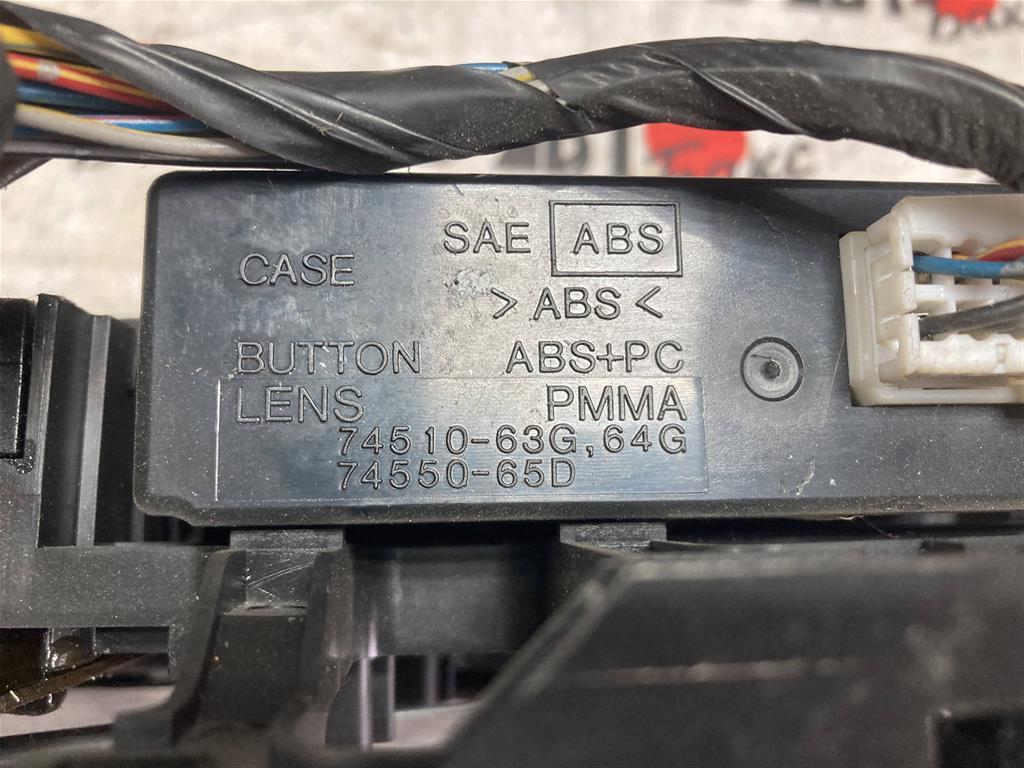 SAE ABS
CASE >ABS<
BUTTON ABS+PC
LENS PMMA
74510-63G,64G
74550-65D